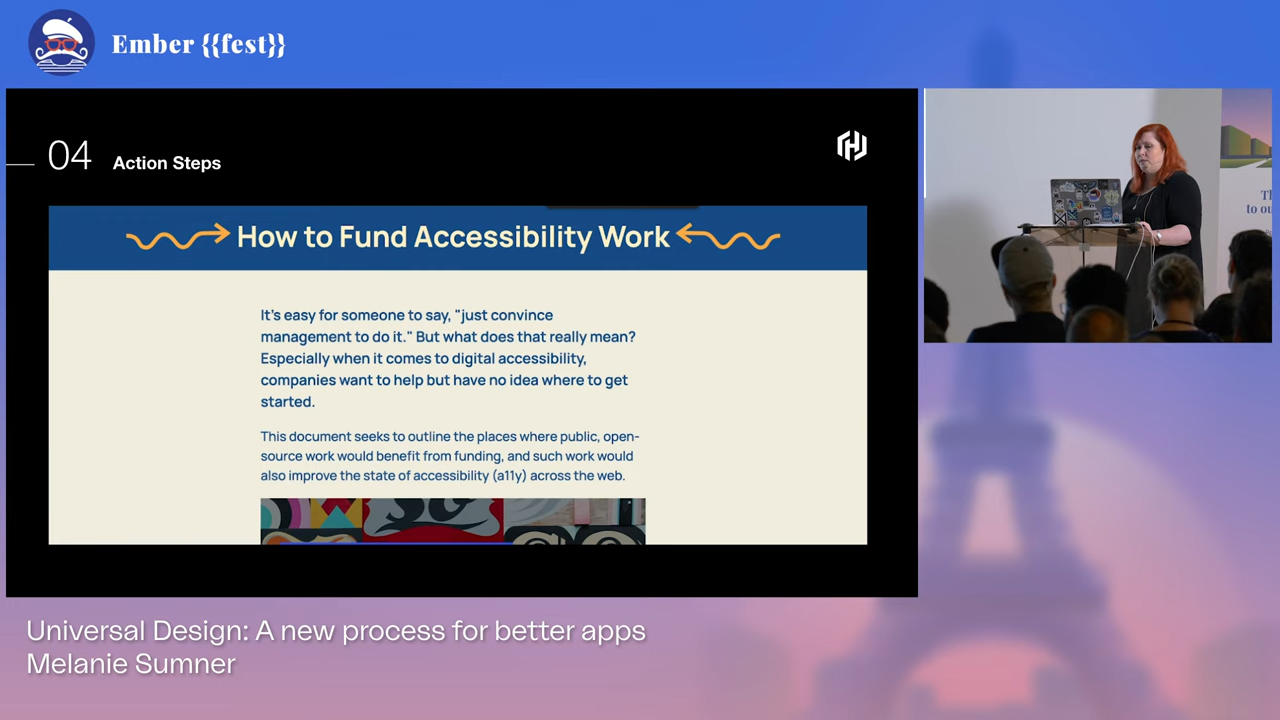 Ember {{fest}}
04 Action Steps
How to Fund Accessibility Work
It's easy for someone to say, "just convince
management to do it." But what does that really mean?
Especially when it comes to digital accessibility,
companies want to help but have no idea where to get
started.
This document seeks to outline the places where public, open-
source work would benefit from funding, and such work would
also improve the state of accessibility (a11y) across the web.
to ou
Universal Design: A new process for better apps
Melanie Sumner